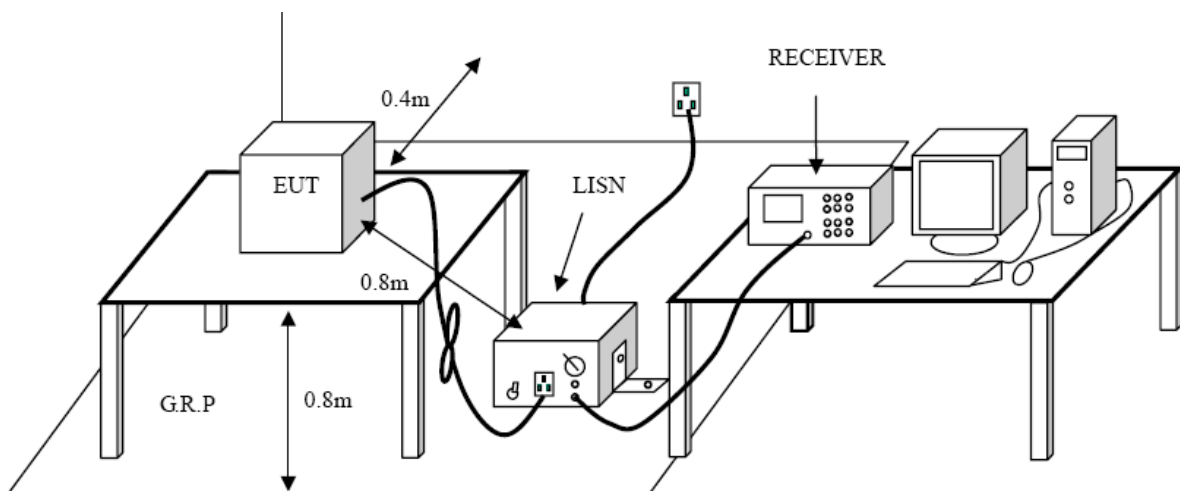 RECEIVER
0.4m
EUT
LISN
0.8m
G.R.P
0.8m